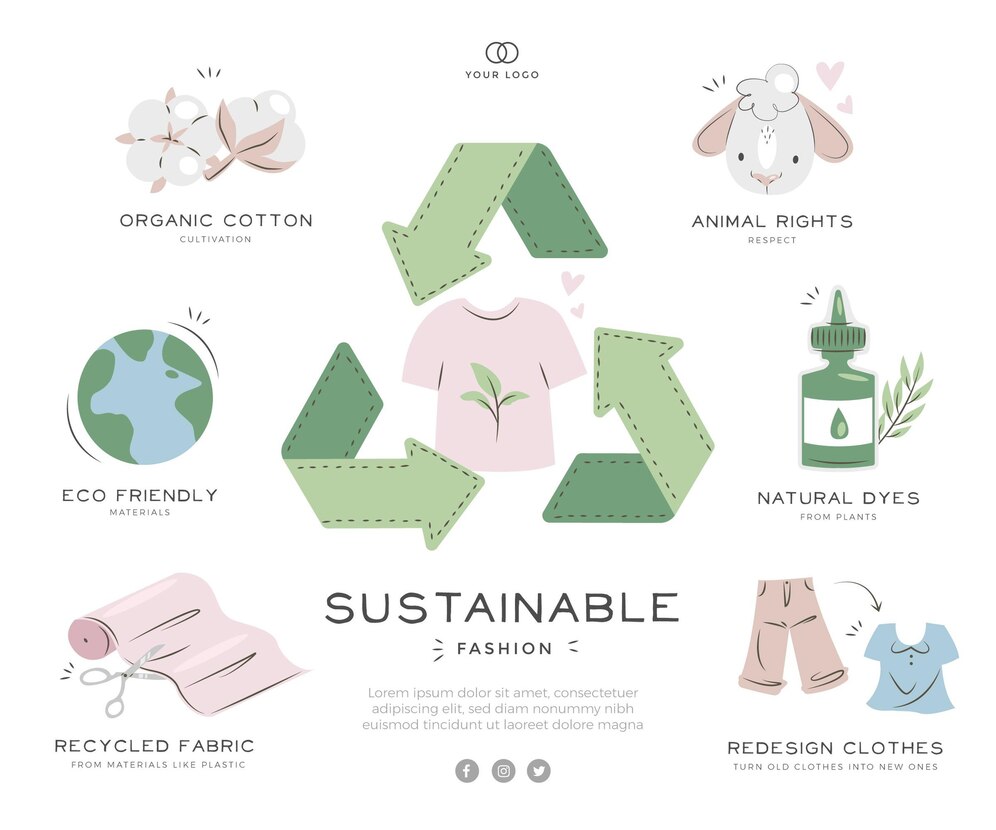 YOUR LOGO
ORGANIC COTTON
CULTIVATION
ANIMAL RIGHTS
RESPECT
ECO FRIENDLY
MATERIALS
NATURAL DYES
FROM PLANTS
SUSTAINABLE
FASHION
Lorem ipsum dolor sit amet, consectetuer
adipiscing elit, sed diam nonummy nibh
euismod tincidunt ut laoreet dolore magna
RECYCLED FABRIC
FROM MATERIALS LIKE PLASTIC
REDESIGN CLOTHES
TURN OLD CLOTHES INTO NEW ONES